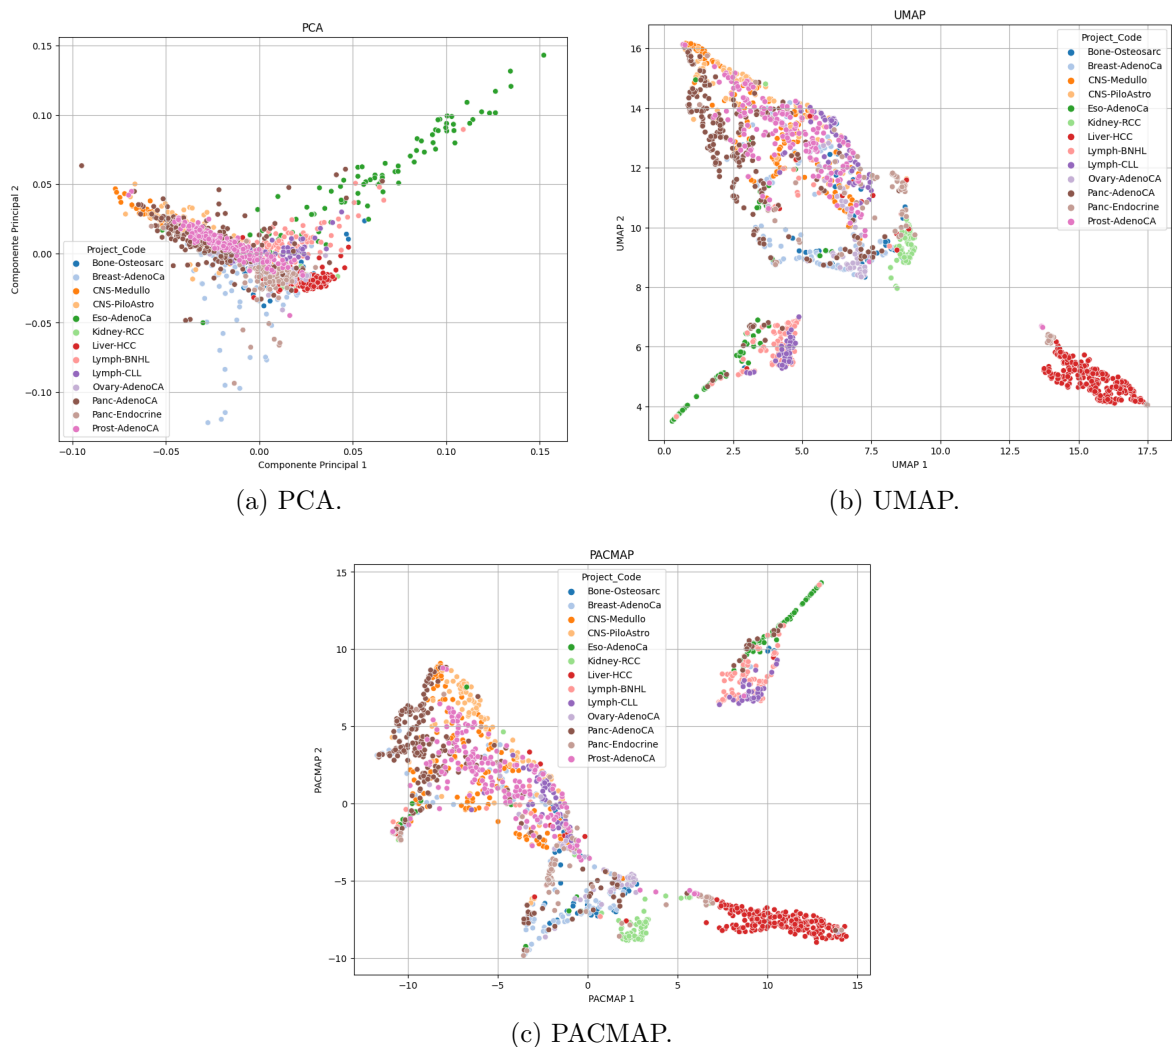 PCA
Componente Principal 2
0.15
0.10
0.05
0.00
−0.05
−0.10
Project_Code
Bone-Osteosarc
Breast-AdenoCa
CNS-Medullo
CNS-PiloAstro
Eso-AdenoCa
Kidney-RCC
Liver-HCC
Lymph-BNHL
Lymph-CLL
Ovary-AdenoCA
Panc-AdenoCA
Panc-Endocrine
Prost-AdenoCA
−0.10 −0.05 0.00 0.05 0.10 0.15
Componente Principal 1
(a) PCA.
UMAP
UMAP 2
16
14
12
10
8
6
4
Project_Code
Bone-Osteosarc
Breast-AdenoCa
CNS-Medullo
CNS-PiloAstro
Eso-AdenoCa
Kidney-RCC
Liver-HCC
Lymph-BNHL
Lymph-CLL
Ovary-AdenoCA
Panc-AdenoCA
Panc-Endocrine
Prost-AdenoCA
0.0 2.5 5.0 7.5 10.0 12.5 15.0 17.5
UMAP 1
(b) UMAP.
PACMAP
PACMAP 2
15
10
5
0
−5
−10
Project_Code
Bone-Osteosarc
Breast-AdenoCa
CNS-Medullo
CNS-PiloAstro
Eso-AdenoCa
Kidney-RCC
Liver-HCC
Lymph-BNHL
Lymph-CLL
Ovary-AdenoCA
Panc-AdenoCA
Panc-Endocrine
Prost-AdenoCA
−10 −5 0 5 10 15
PACMAP 1
(c) PACMAP.